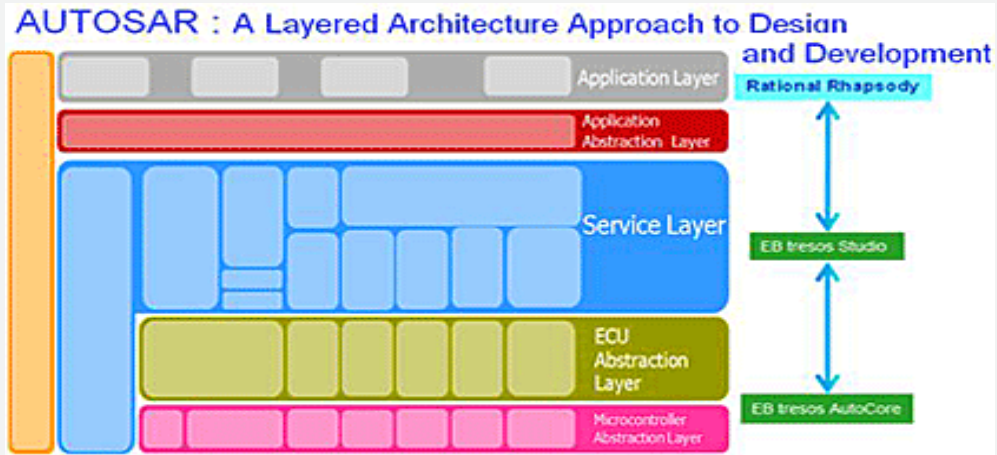 AUTOSAR : A Layered Architecture Approach to Design
and Development
Application Layer
Rational Rhapsody
Application
Abstraction Layer
Service Layer
EB tresos Studio
ECU
Abstraction
Layer
EB tresos AutoCore
Microcontroller
Abstraction Layer